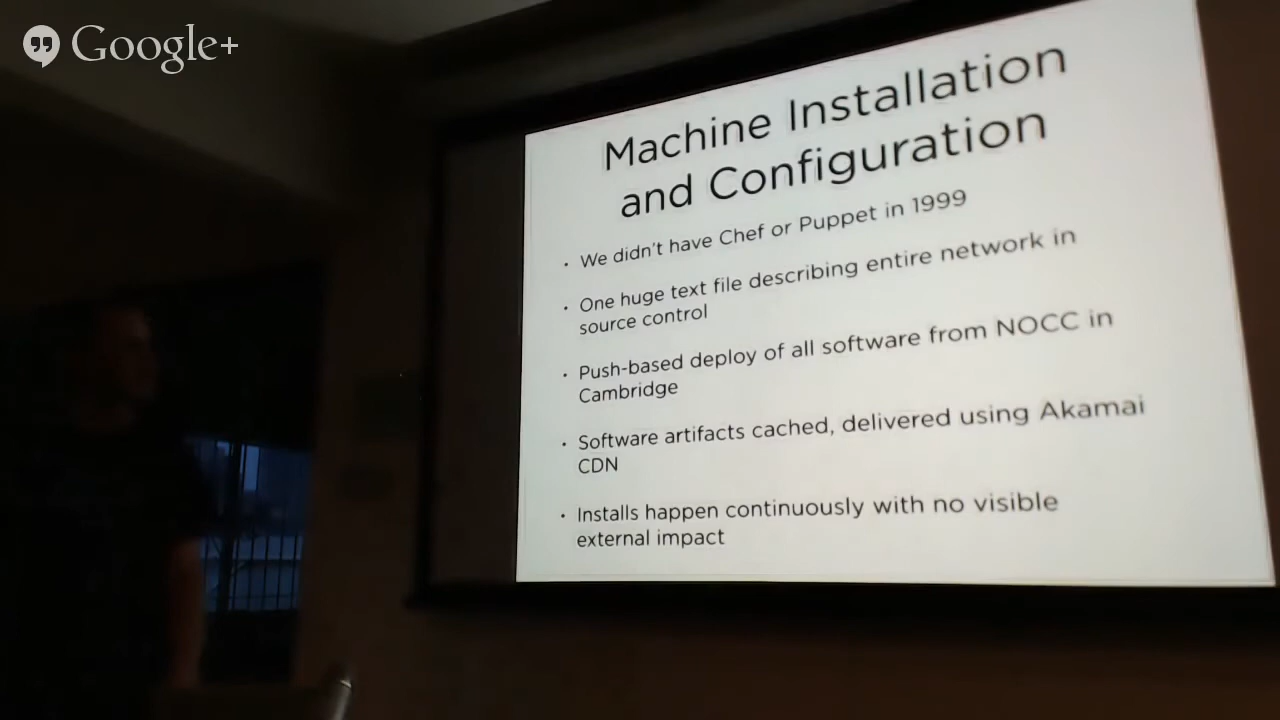 Google+
Machine Installation
and Configuration
• We didn't have Chef or Puppet in 1999
• One huge text file describing entire network in
source control
• Push-based deploy of all software from NOCC in
Cambridge
• Software artifacts cached, delivered using Akamai
CDN
• Installs happen continuously with no visible
external impact